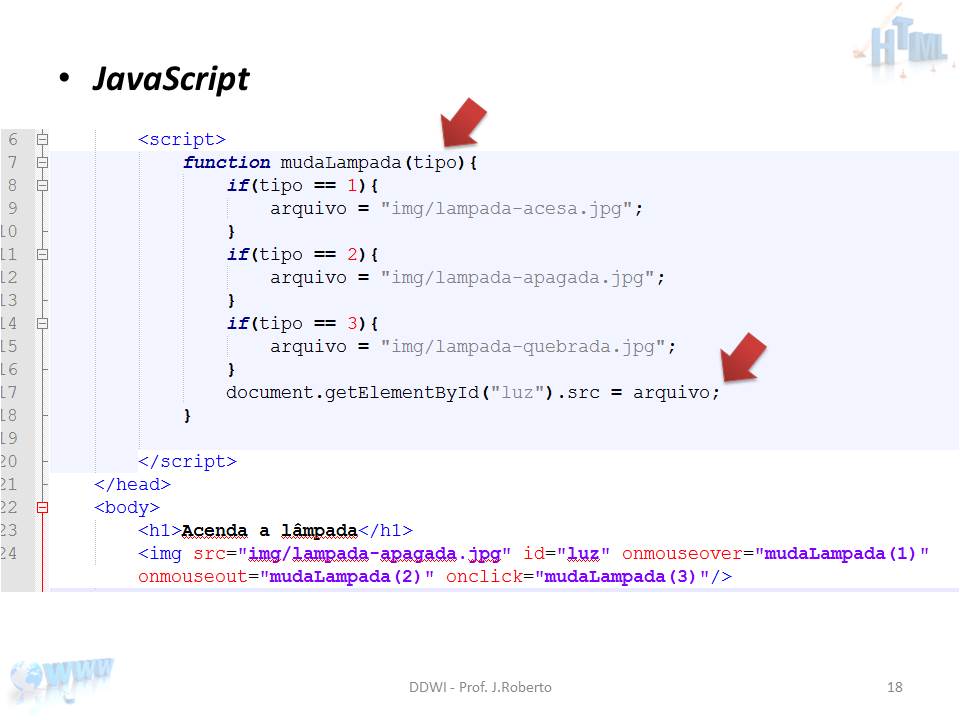 HTML
• JavaScript
6 <script>
7 function mudaLampada(tipo){
8 if(tipo == 1){
9 arquivo = "img/lampada-acesa.jpg";
10 }
11 if(tipo == 2){
12 arquivo = "img/lampada-apagada.jpg";
13 }
14 if(tipo == 3){
15 arquivo = "img/lampada-quebrada.jpg";
16 }
17 document.getElementById("luz").src = arquivo;
18 }
19
20 </script>
21 </head>
22 <body>
23 <h1>Acenda a lâmpada</h1>
24 <img src="img/lampada-apagada.jpg" id="luz" onmouseover="mudaLampada(1)"
onmouseout="mudaLampada(2)" onclick="mudaLampada(3)"/>
WWW
DDWI - Prof. J.Roberto
18